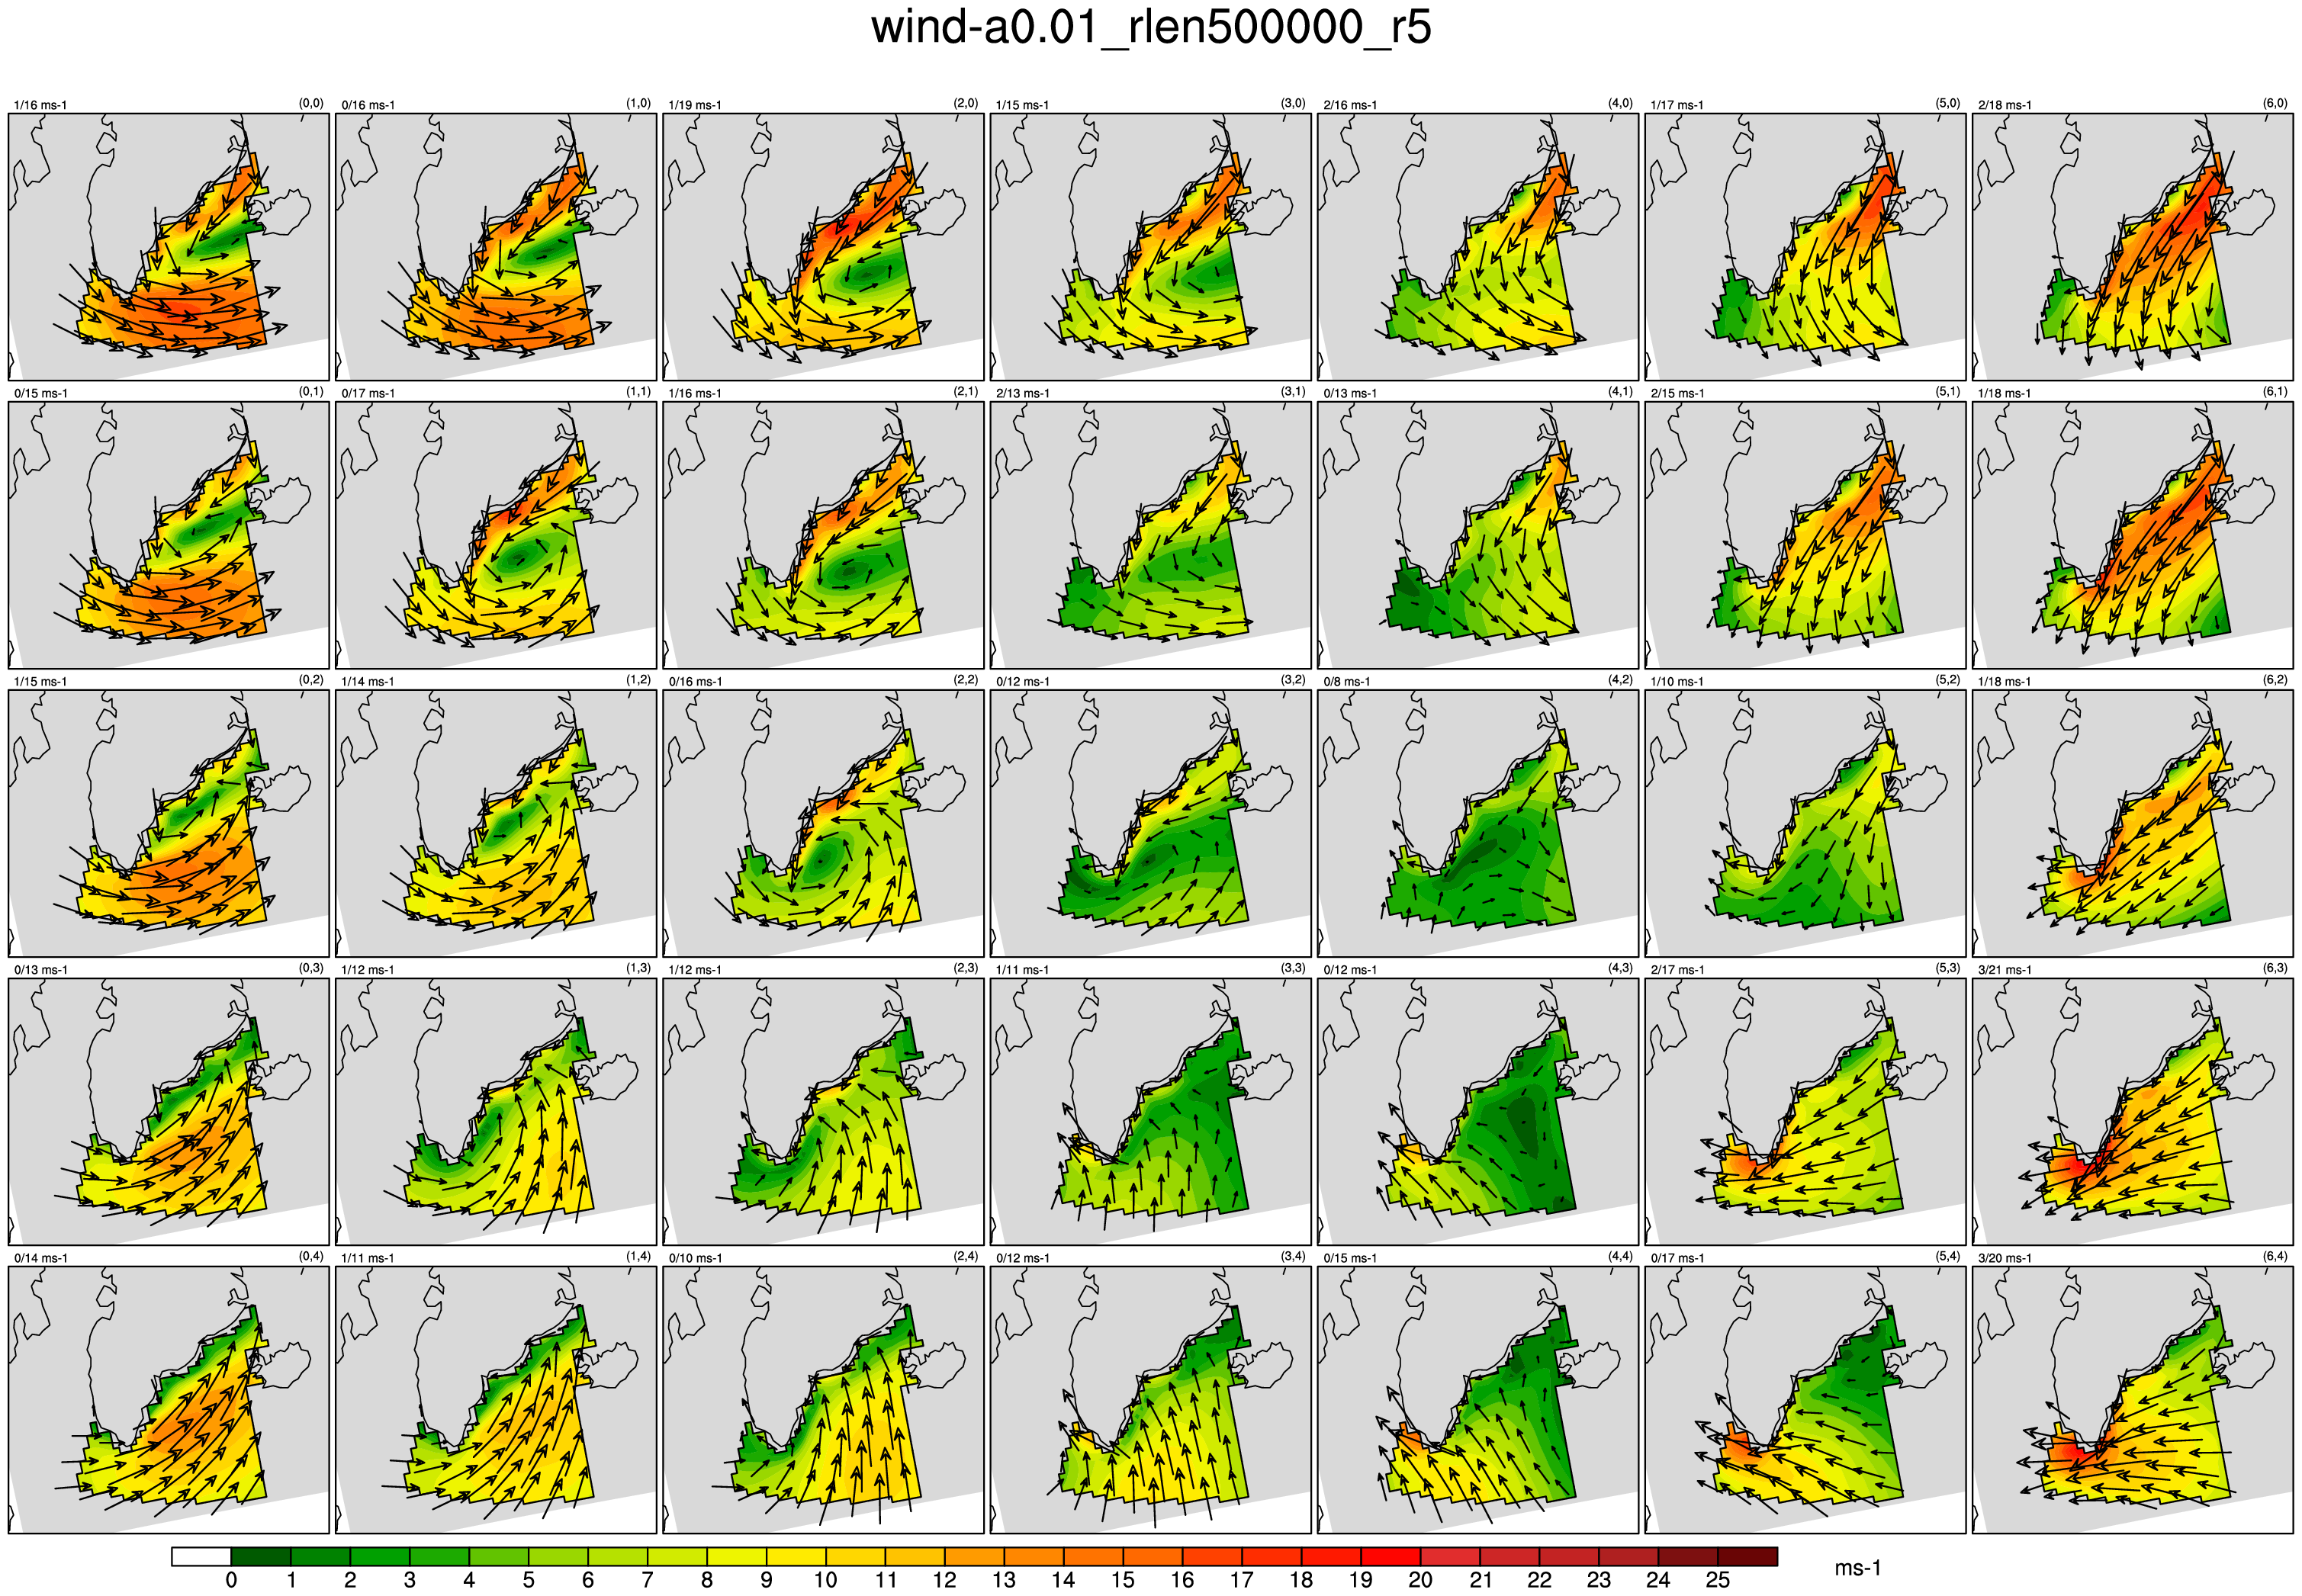 wind-a0.01_rlen500000_r5
1/16 ms-1 (0,0) 0/16 ms-1 (1,0) 1/19 ms-1 (2,0) 1/15 ms-1 (3,0) 2/16 ms-1 (4,0) 1/17 ms-1 (5,0) 2/18 ms-1 (6,0)
0/15 ms-1 (0,1) 0/17 ms-1 (1,1) 1/16 ms-1 (2,1) 2/13 ms-1 (3,1) 0/13 ms-1 (4,1) 2/15 ms-1 (5,1) 1/18 ms-1 (6,1)
1/15 ms-1 (0,2) 1/14 ms-1 (1,2) 0/16 ms-1 (2,2) 0/12 ms-1 (3,2) 0/8 ms-1 (4,2) 1/10 ms-1 (5,2) 1/18 ms-1 (6,2)
0/13 ms-1 (0,3) 1/12 ms-1 (1,3) 1/12 ms-1 (2,3) 1/11 ms-1 (3,3) 0/12 ms-1 (4,3) 2/17 ms-1 (5,3) 3/21 ms-1 (6,3)
0/14 ms-1 (0,4) 1/11 ms-1 (1,4) 0/10 ms-1 (2,4) 0/12 ms-1 (3,4) 0/15 ms-1 (4,4) 0/17 ms-1 (5,4) 3/20 ms-1 (6,4)
0 1 2 3 4 5 6 7 8 9 10 11 12 13 14 15 16 17 18 19 20 21 22 23 24 25 ms-1